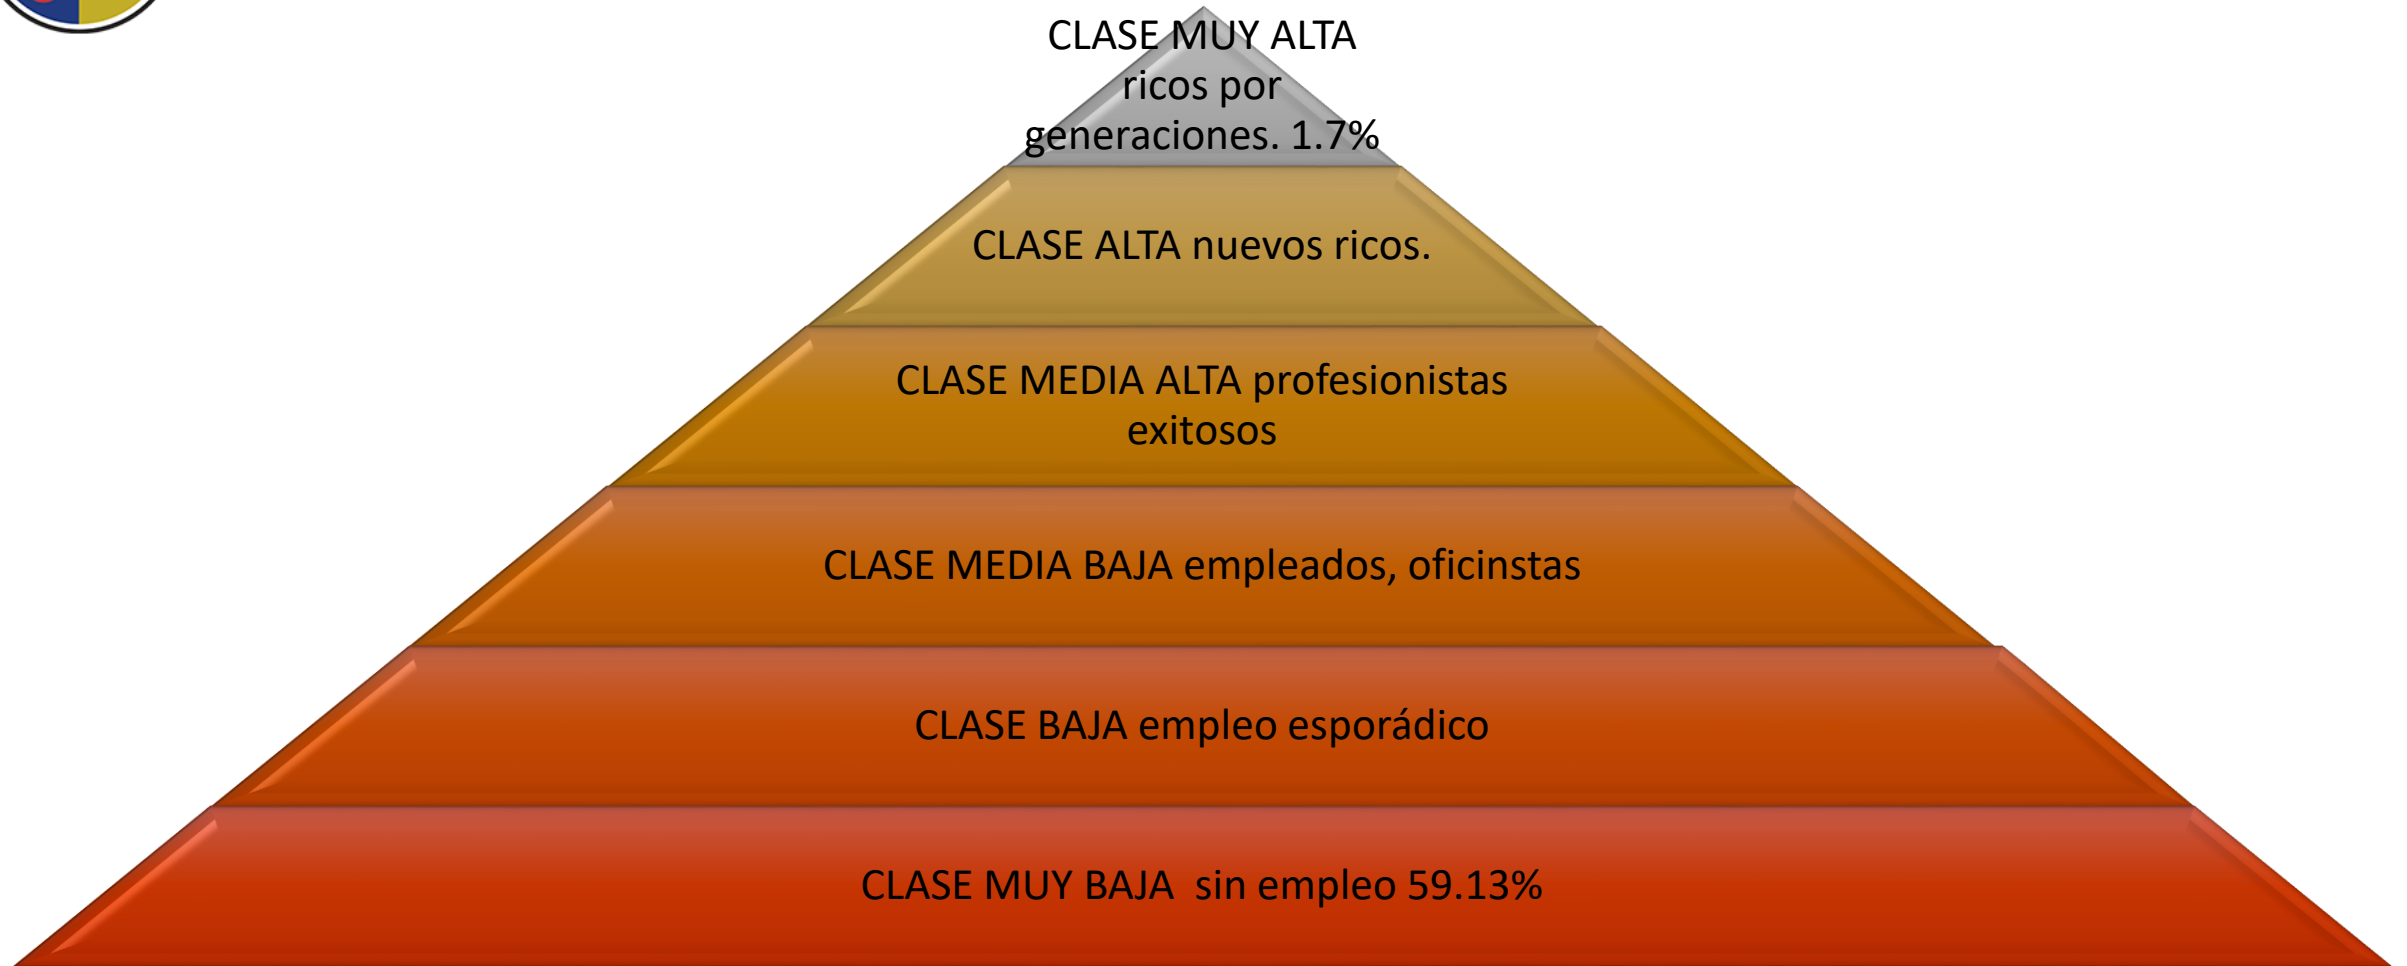 CLASE MUY ALTA
ricos por
generaciones. 1.7%
CLASE ALTA nuevos ricos.
CLASE MEDIA ALTA profesionistas
exitosos
CLASE MEDIA BAJA empleados, oficinstas
CLASE BAJA empleo esporádico
CLASE MUY BAJA  sin empleo 59.13%